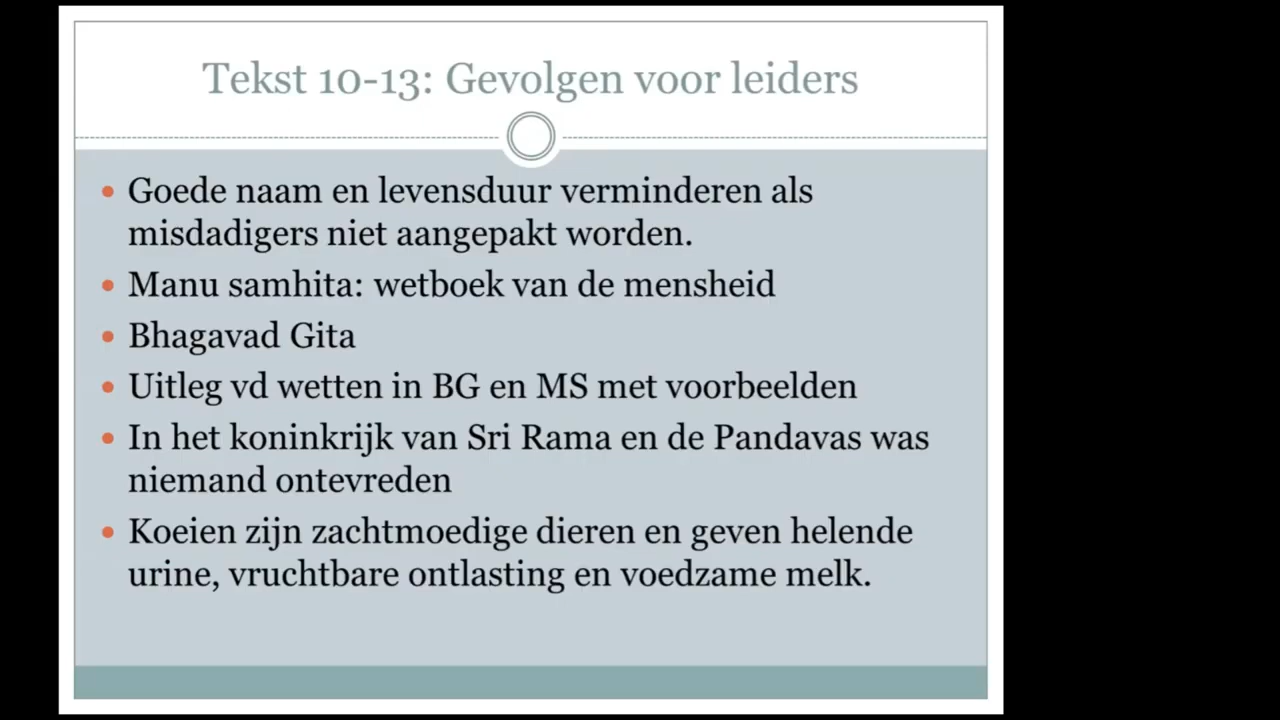 Tekst 10-13: Gevolgen voor leiders
• Goede naam en levensduur verminderen als
misdadigers niet aangepakt worden.
• Manu samhita: wetboek van de mensheid
• Bhagavad Gita
• Uitleg vd wetten in BG en MS met voorbeelden
• In het koninkrijk van Sri Rama en de Pandavas was
niemand ontevreden
• Koeien zijn zachtmoedige dieren en geven helende
urine, vruchtbare ontlasting en voedzame melk.